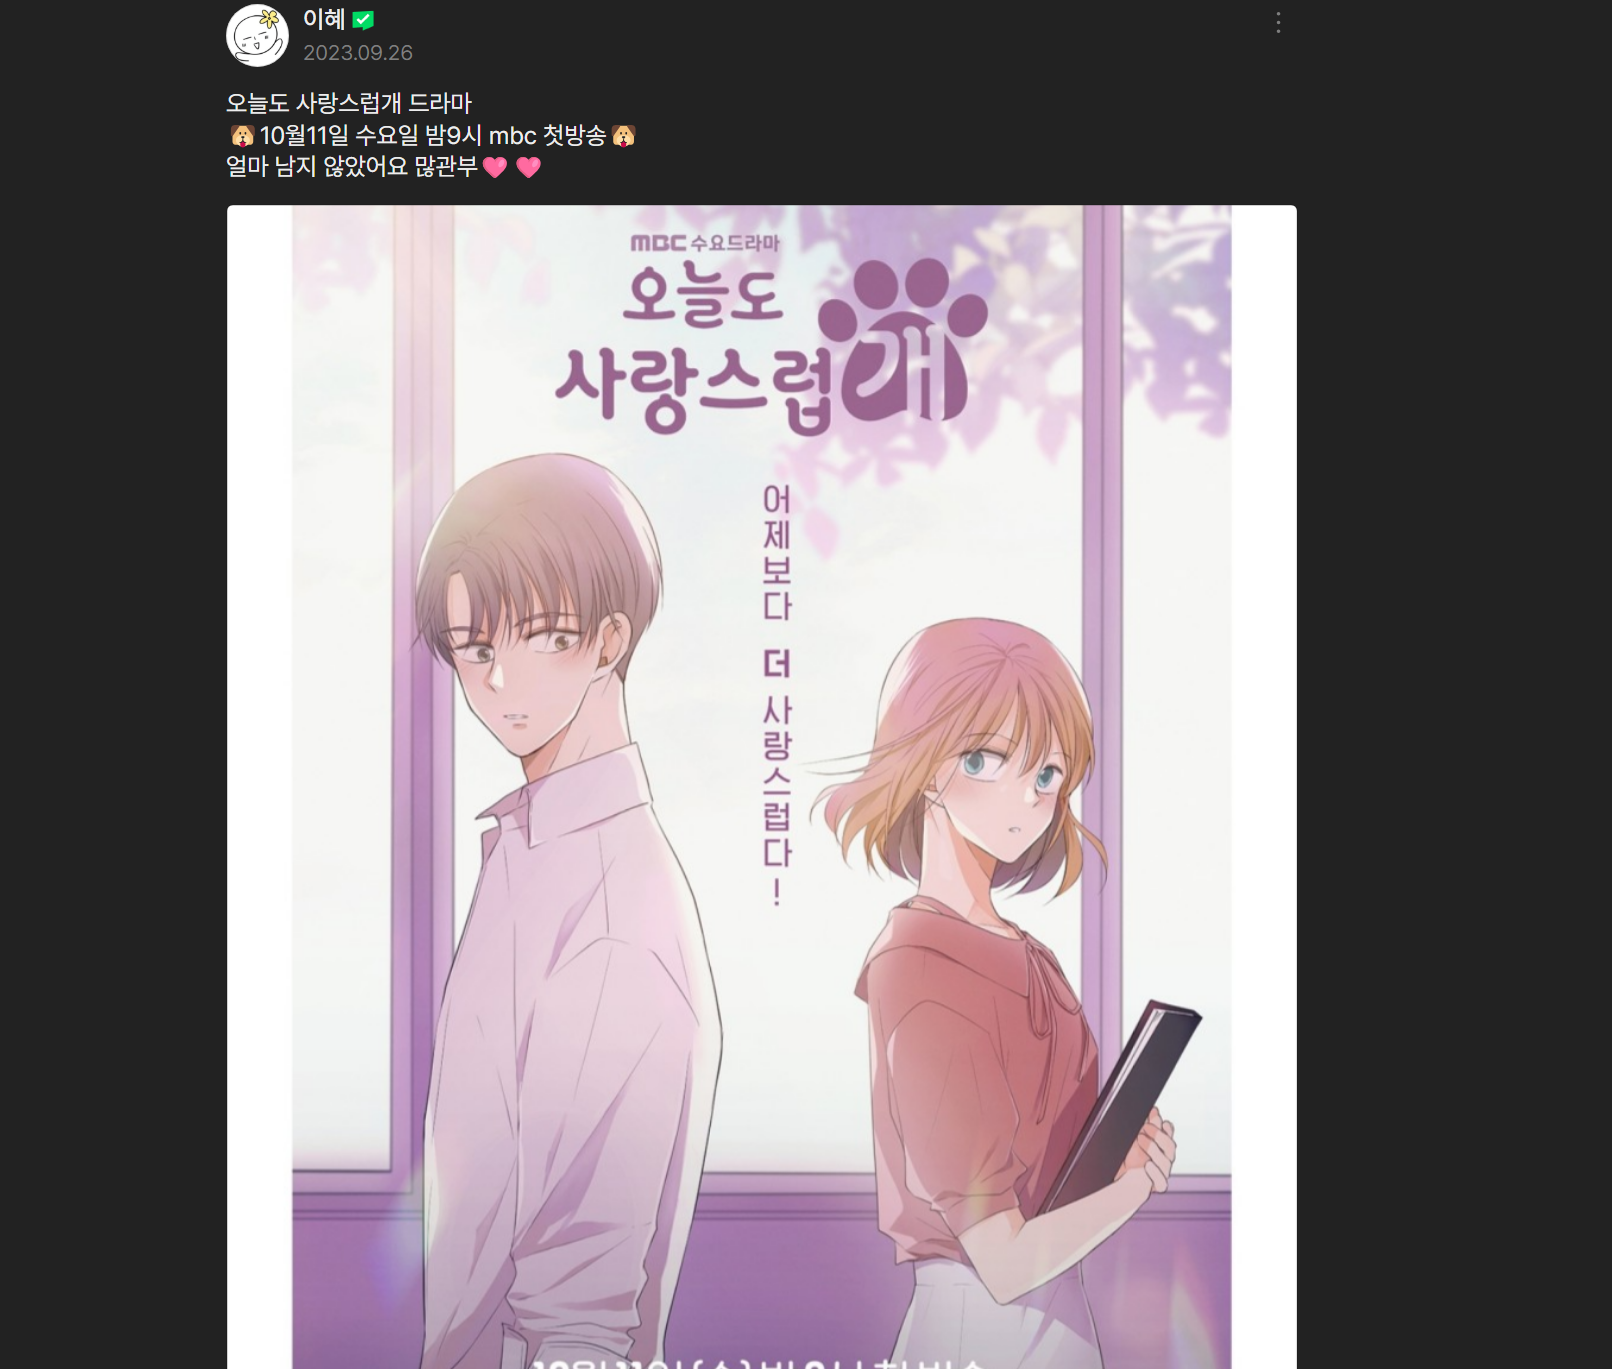 이혜
2023.09.26
오늘도 사랑스럽개 드라마
🐶10월11일 수요일 밤9시 mbc 첫방송🐶
얼마 남지 않았어요 많관부💗 💗
MBC 수요드라마
오늘도
사랑스럽개
어제보다 더 사랑스럽다!